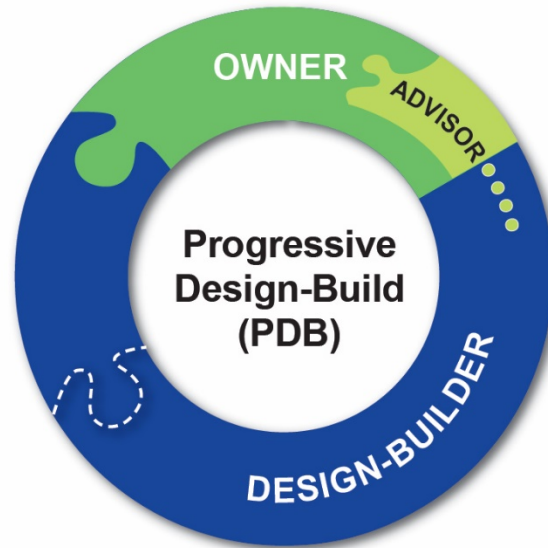 OWNER
ADVISOR
Progressive
Design-Build
(PDB)
DESIGN-BUILDER